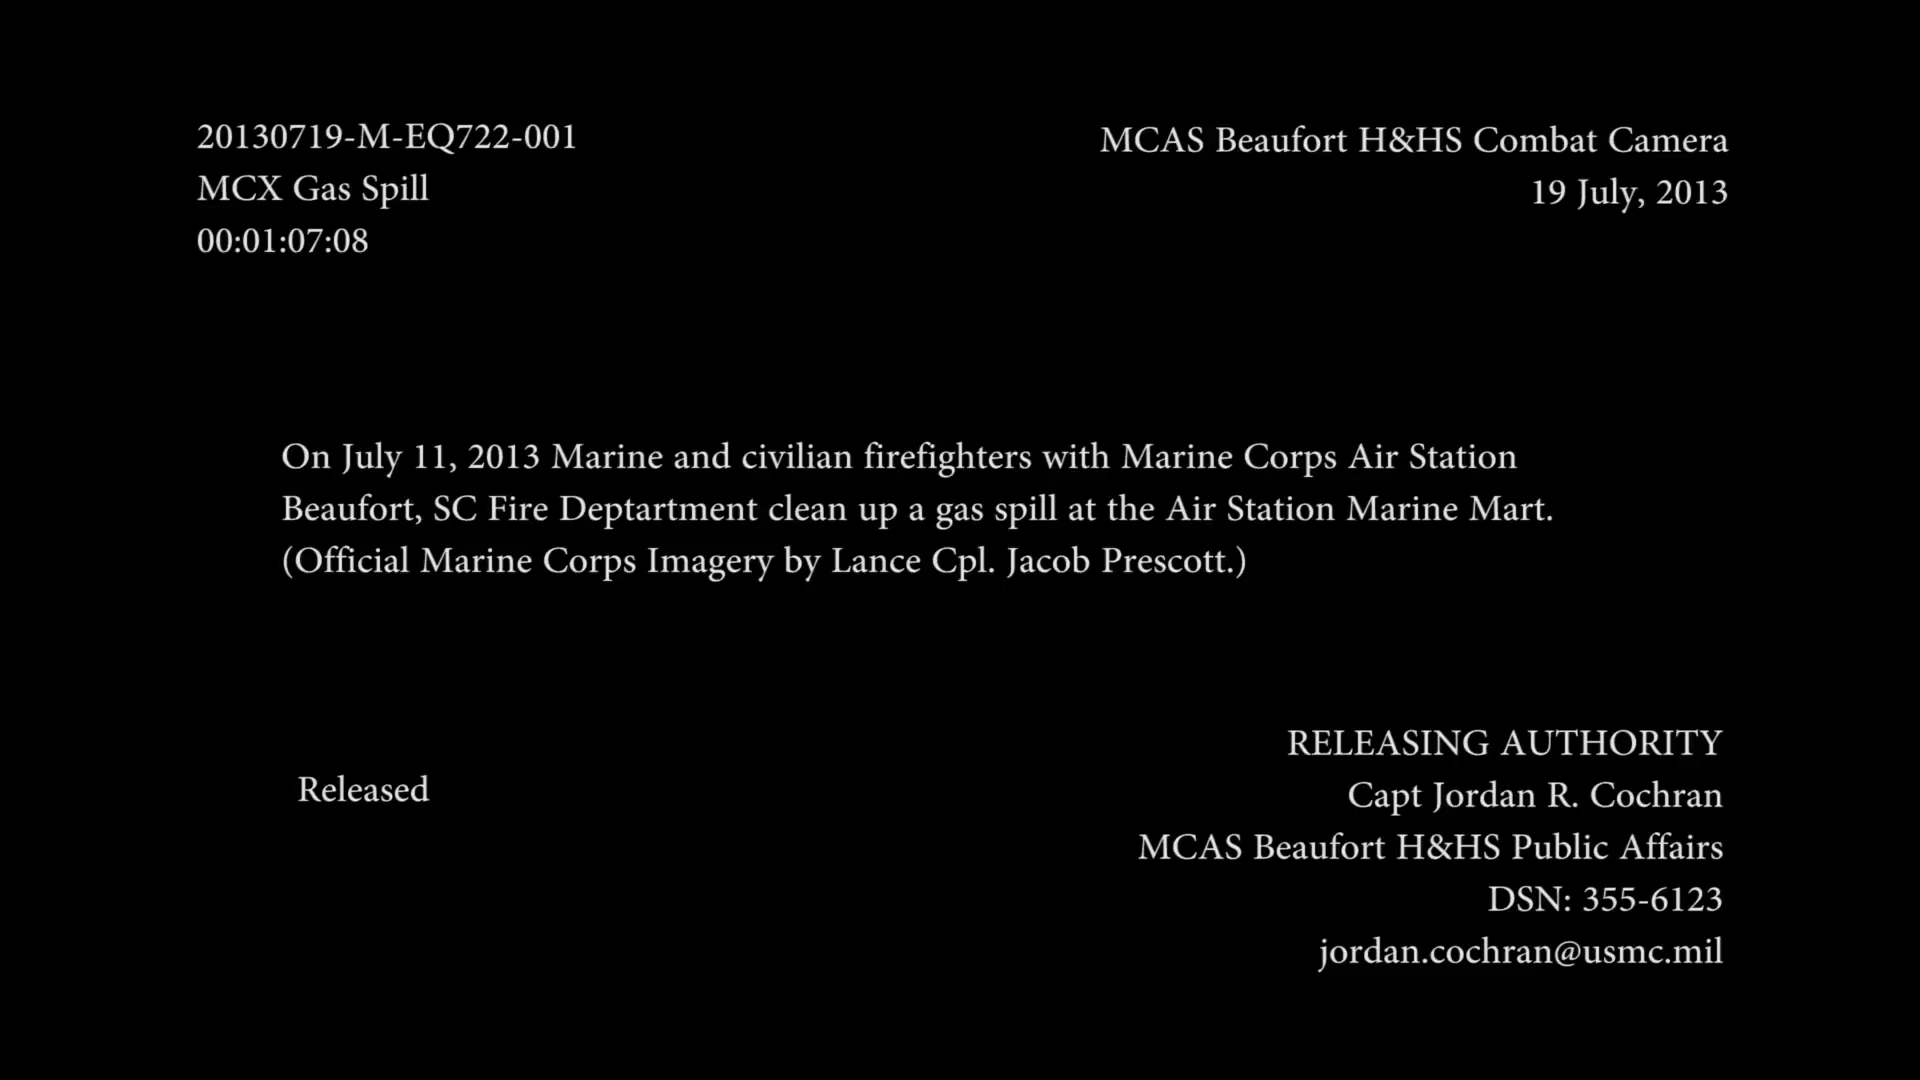 20130719-M-EQ722-001
MCX Gas Spill
00:01:07:08
MCAS Beaufort H&HS Combat Camera
19 July, 2013
On July 11, 2013 Marine and civilian firefighters with Marine Corps Air Station
Beaufort, SC Fire Deptartment clean up a gas spill at the Air Station Marine Mart.
(Official Marine Corps Imagery by Lance Cpl. Jacob Prescott.)
Released
RELEASING AUTHORITY
Capt Jordan R. Cochran
MCAS Beaufort H&HS Public Affairs
DSN: 355-6123
jordan.cochran@usmc.mil